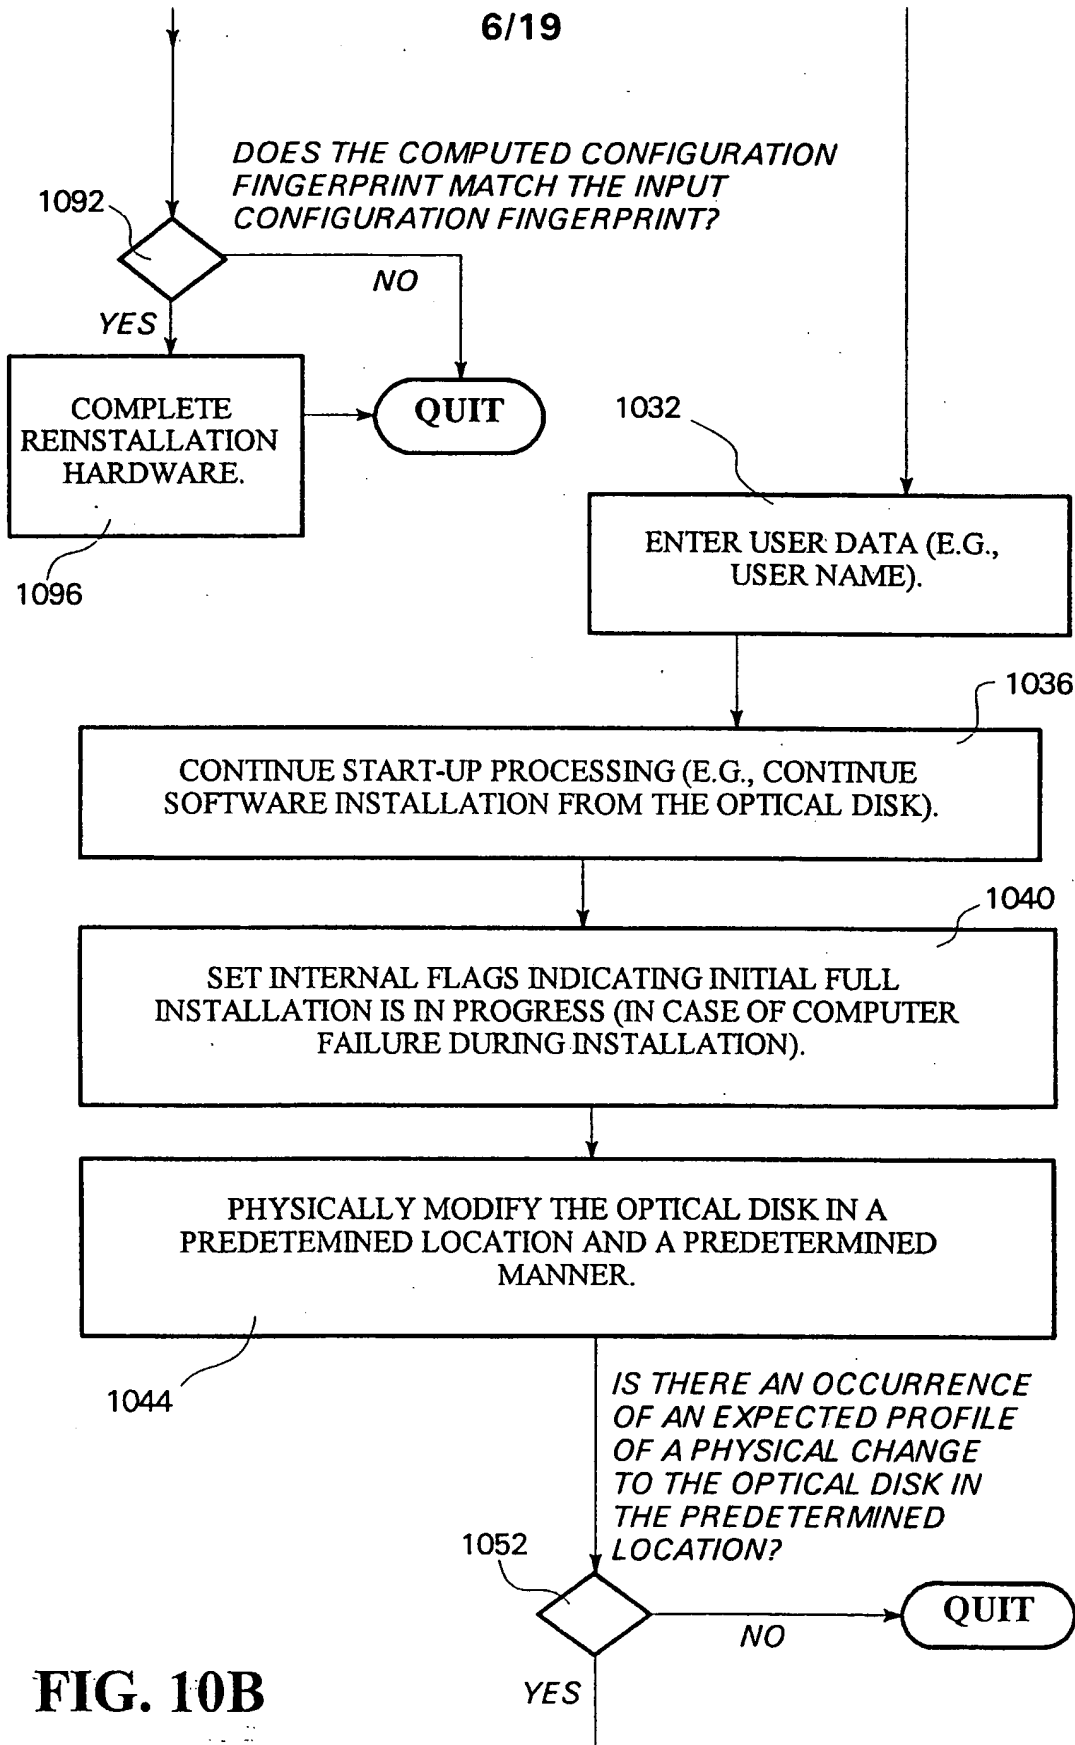 6/19
DOES THE COMPUTED CONFIGURATION
FINGERPRINT MATCH THE INPUT
CONFIGURATION FINGERPRINT?
1092
NO
YES
COMPLETE
REINSTALLATION
HARDWARE.
QUIT
1096
1032
ENTER USER DATA (E.G.,
USER NAME).
1036
CONTINUE START-UP PROCESSING (E.G., CONTINUE
SOFTWARE INSTALLATION FROM THE OPTICAL DISK).
1040
SET INTERNAL FLAGS INDICATING INITIAL FULL
INSTALLATION IS IN PROGRESS (IN CASE OF COMPUTER
FAILURE DURING INSTALLATION).
PHYSICALLY MODIFY THE OPTICAL DISK IN A
PREDETEMINED LOCATION AND A PREDETERMINED
MANNER.
1044
IS THERE AN OCCURRENCE
OF AN EXPECTED PROFILE
OF A PHYSICAL CHANGE
TO THE OPTICAL DISK IN
THE PREDETERMINED
LOCATION?
1052
NO
QUIT
YES
FIG. 10B